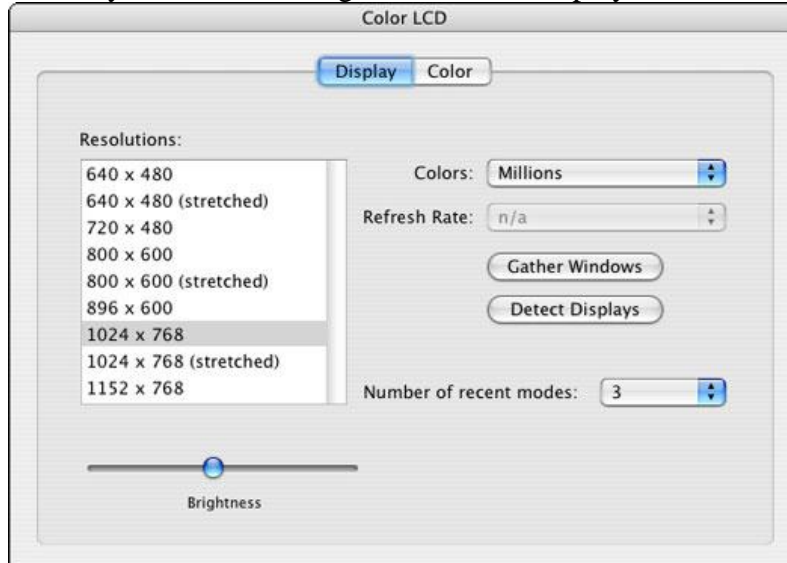 Color LCD
Display Color
Resolutions:
640 x 480
640 x 480 (stretched)
720 x 480
800 x 600
800 x 600 (stretched)
896 x 600
1024 x 768
1024 x 768 (stretched)
1152 x 768
Colors: Millions
Refresh Rate: n/a
Gather Windows
Detect Displays
Number of recent modes: 3
Brightness